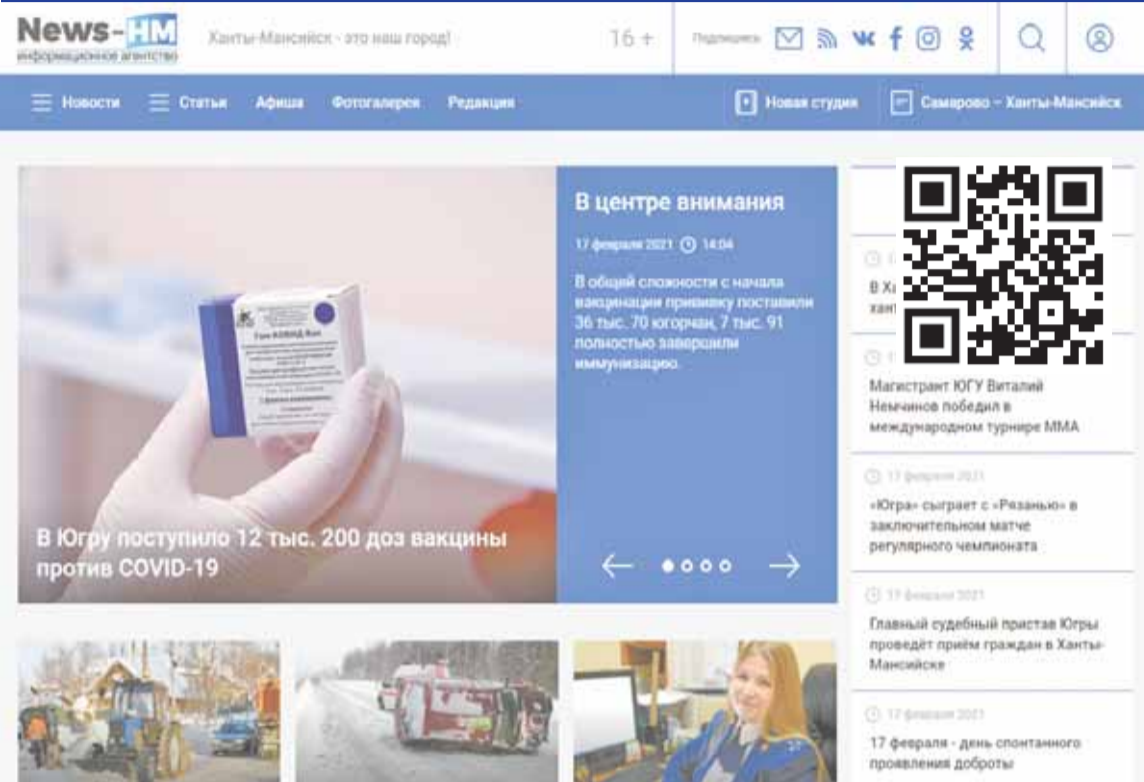 News-НМ
информационное агентство
Ханты-Мансийск - это наш город!
16 +
Подпишись
Новости
Статьи
Афиша
Фотогалерея
Редакция
Новая студия
Самарово – Ханты-Мансийск
Гам-КОВИД-Вак
В Югру поступило 12 тыс. 200 доз вакцины
против COVID-19
В центре внимания
17 февраля 2021 14:04
В общей сложности с начала
вакцинации прививку поставили
36 тыс. 70 югорчан, 7 тыс. 91
полностью завершили
иммунизацию.
Магистрант ЮГУ Виталий
Немчинов победил в
международном турнире ММА
17 февраля 2021
«Югра» сыграет с «Рязанью» в
заключительном матче
регулярного чемпионата
17 февраля 2021
Главный судебный пристав Югры
проведёт приём граждан в Ханты-
Мансийске
17 февраля 2021
17 февраля - день спонтанного
проявления доброты